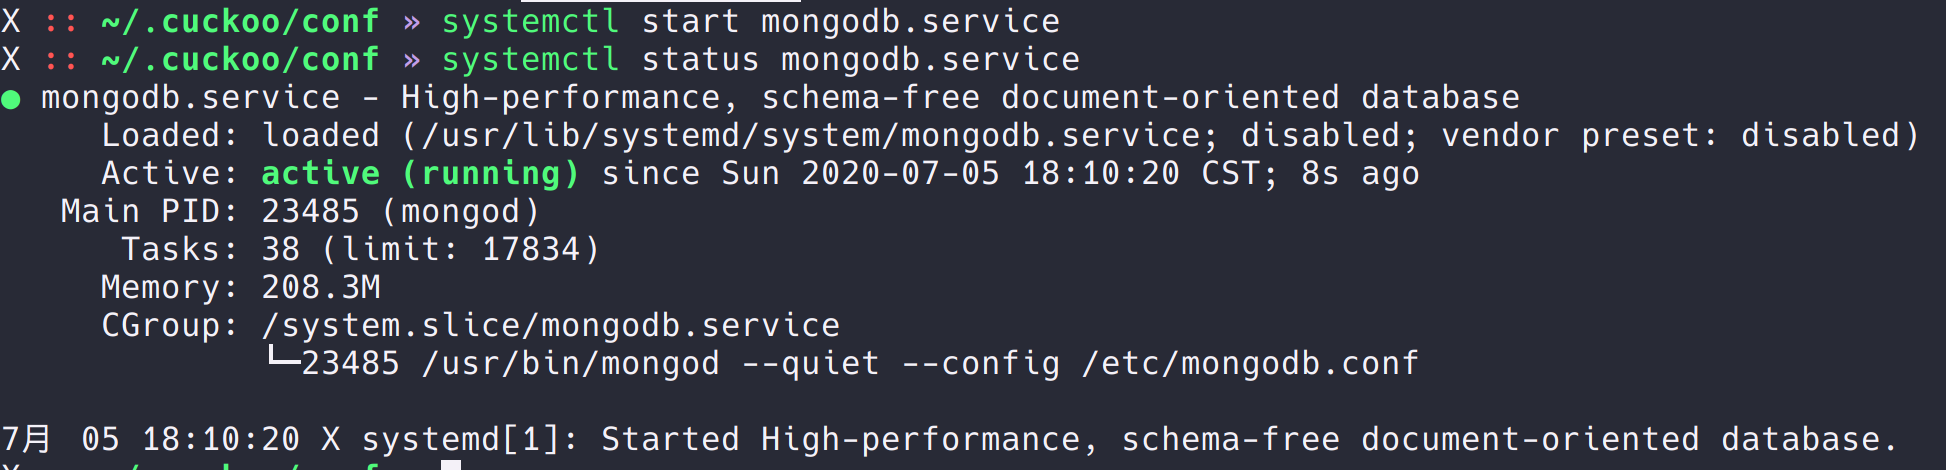 X :: ~/.cuckoo/conf » systemctl start mongodb.service
X :: ~/.cuckoo/conf » systemctl status mongodb.service
● mongodb.service - High-performance, schema-free document-oriented database
Loaded: loaded (/usr/lib/systemd/system/mongodb.service; disabled; vendor preset: disabled)
Active: active (running) since Sun 2020-07-05 18:10:20 CST; 8s ago
Main PID: 23485 (mongod)
Tasks: 38 (limit: 17834)
Memory: 208.3M
CGroup: /system.slice/mongodb.service
└─23485 /usr/bin/mongod --quiet --config /etc/mongodb.conf
7月 05 18:10:20 X systemd[1]: Started High-performance, schema-free document-oriented database.